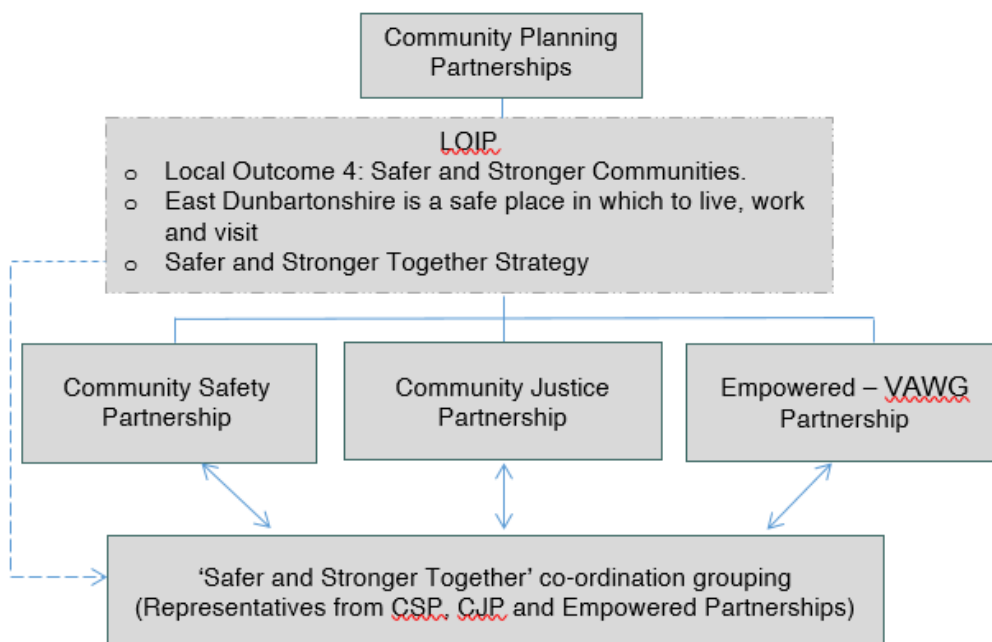 Community Planning
Partnerships
LOIP
o Local Outcome 4: Safer and Stronger Communities.
o East Dunbartonshire is a safe place in which to live, work
and visit
o Safer and Stronger Together Strategy
Community Safety
Partnership
Community Justice
Partnership
Empowered – VAWG
Partnership
‘Safer and Stronger Together’ co-ordination grouping
(Representatives from CSP, CJP and Empowered Partnerships)